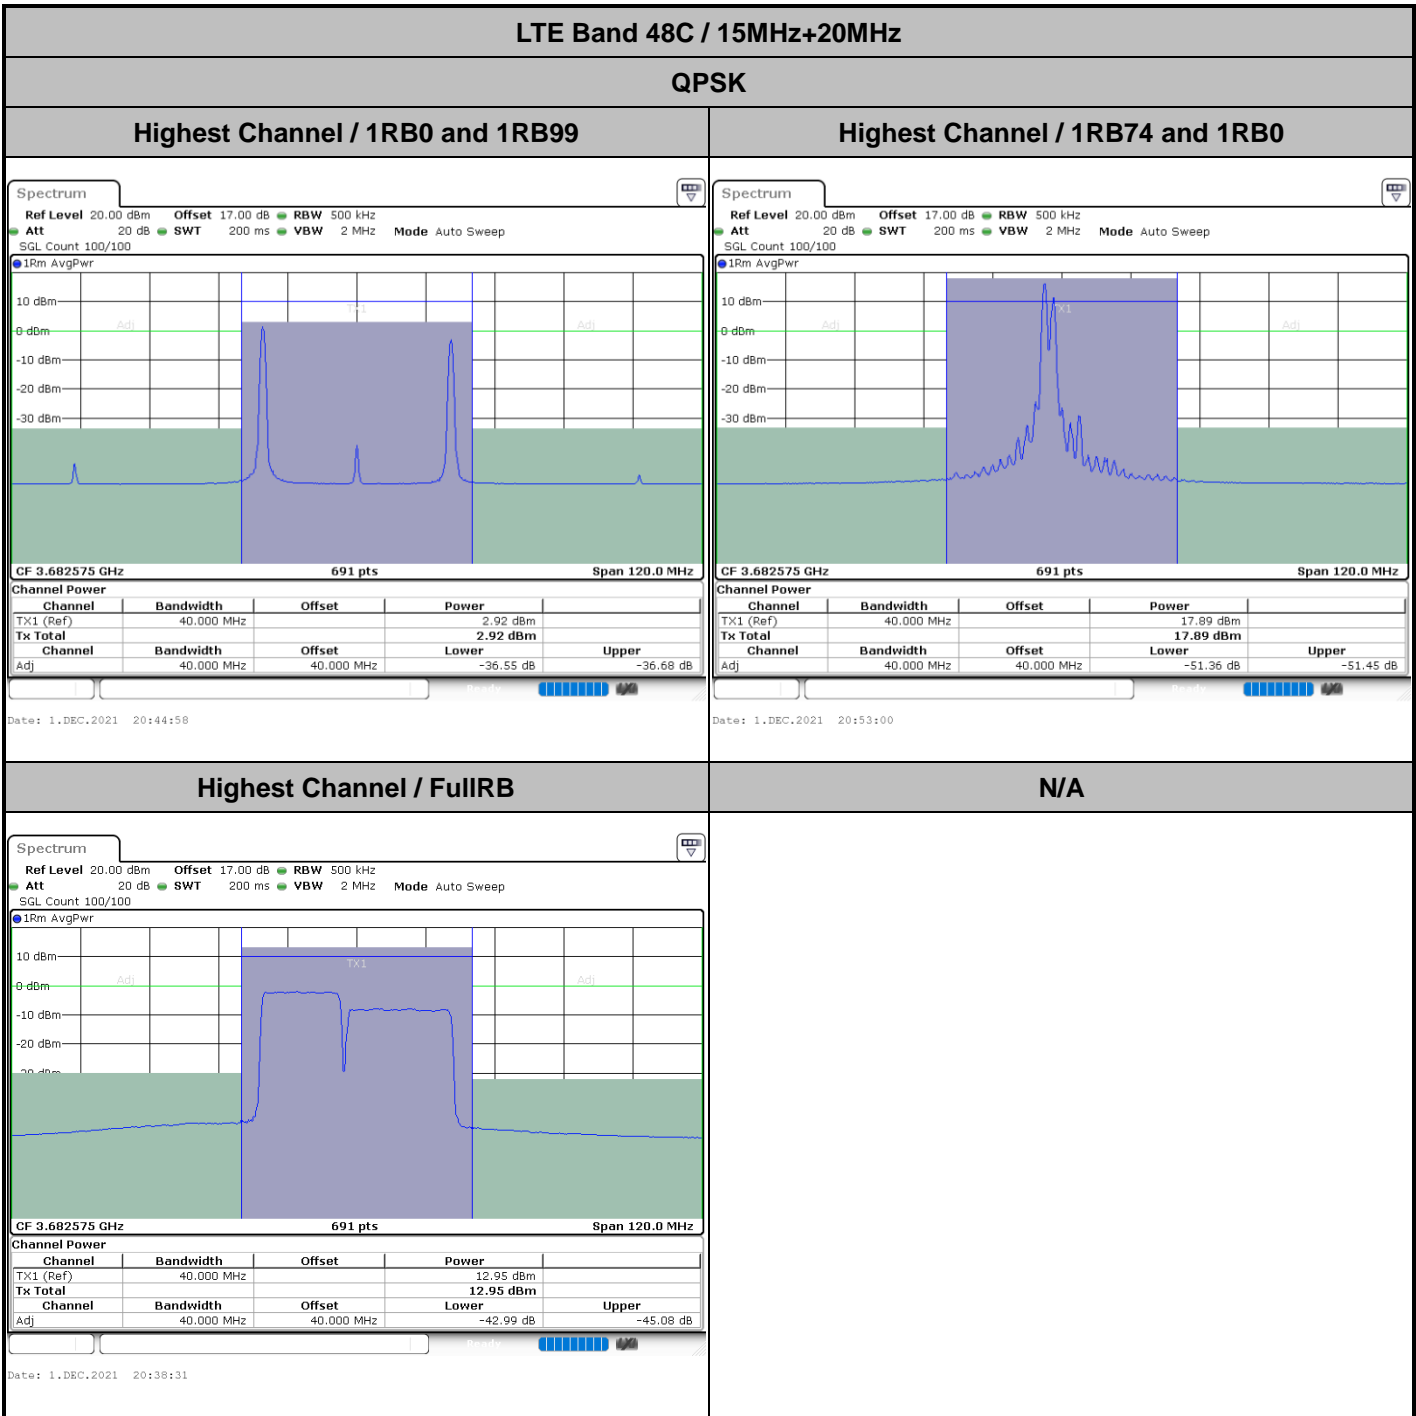 LTE Band 48C / 15MHz+20MHz
QPSK
Highest Channel / 1RB0 and 1RB99
Highest Channel / 1RB74 and 1RB0
Spectrum
Ref Level 20.00 dBm Offset 17.00 dB RBW 500 kHz
Att 20 dB SWT 200 ms VBW 2 MHz Mode Auto Sweep
SGL Count 100/100
1Rm AvgPwr
10 dBm
TX1
0 dBm
Adj
Adj
-10 dBm
-20 dBm
-30 dBm
CF 3.682575 GHz 691 pts Span 120.0 MHz
Channel Power
Channel Bandwidth Offset Power
TX1 (Ref) 40.000 MHz 2.92 dBm
Tx Total 2.92 dBm
Channel Bandwidth Offset Lower Upper
Adj 40.000 MHz 40.000 MHz -36.55 dB -36.68 dB
Ready
Date: 1.DEC.2021 20:44:58
Spectrum
Ref Level 20.00 dBm Offset 17.00 dB RBW 500 kHz
Att 20 dB SWT 200 ms VBW 2 MHz Mode Auto Sweep
SGL Count 100/100
1Rm AvgPwr
10 dBm
TX1
0 dBm
Adj
Adj
-10 dBm
-20 dBm
-30 dBm
CF 3.682575 GHz 691 pts Span 120.0 MHz
Channel Power
Channel Bandwidth Offset Power
TX1 (Ref) 40.000 MHz 17.89 dBm
Tx Total 17.89 dBm
Channel Bandwidth Offset Lower Upper
Adj 40.000 MHz 40.000 MHz -51.36 dB -51.45 dB
Ready
Date: 1.DEC.2021 20:53:00
Highest Channel / FullRB
N/A
Spectrum
Ref Level 20.00 dBm Offset 17.00 dB RBW 500 kHz
Att 20 dB SWT 200 ms VBW 2 MHz Mode Auto Sweep
SGL Count 100/100
1Rm AvgPwr
10 dBm
TX1
0 dBm
Adj
Adj
-10 dBm
-20 dBm
-30 dBm
CF 3.682575 GHz 691 pts Span 120.0 MHz
Channel Power
Channel Bandwidth Offset Power
TX1 (Ref) 40.000 MHz 12.95 dBm
Tx Total 12.95 dBm
Channel Bandwidth Offset Lower Upper
Adj 40.000 MHz 40.000 MHz -42.99 dB -45.08 dB
Ready
Date: 1.DEC.2021 20:38:31